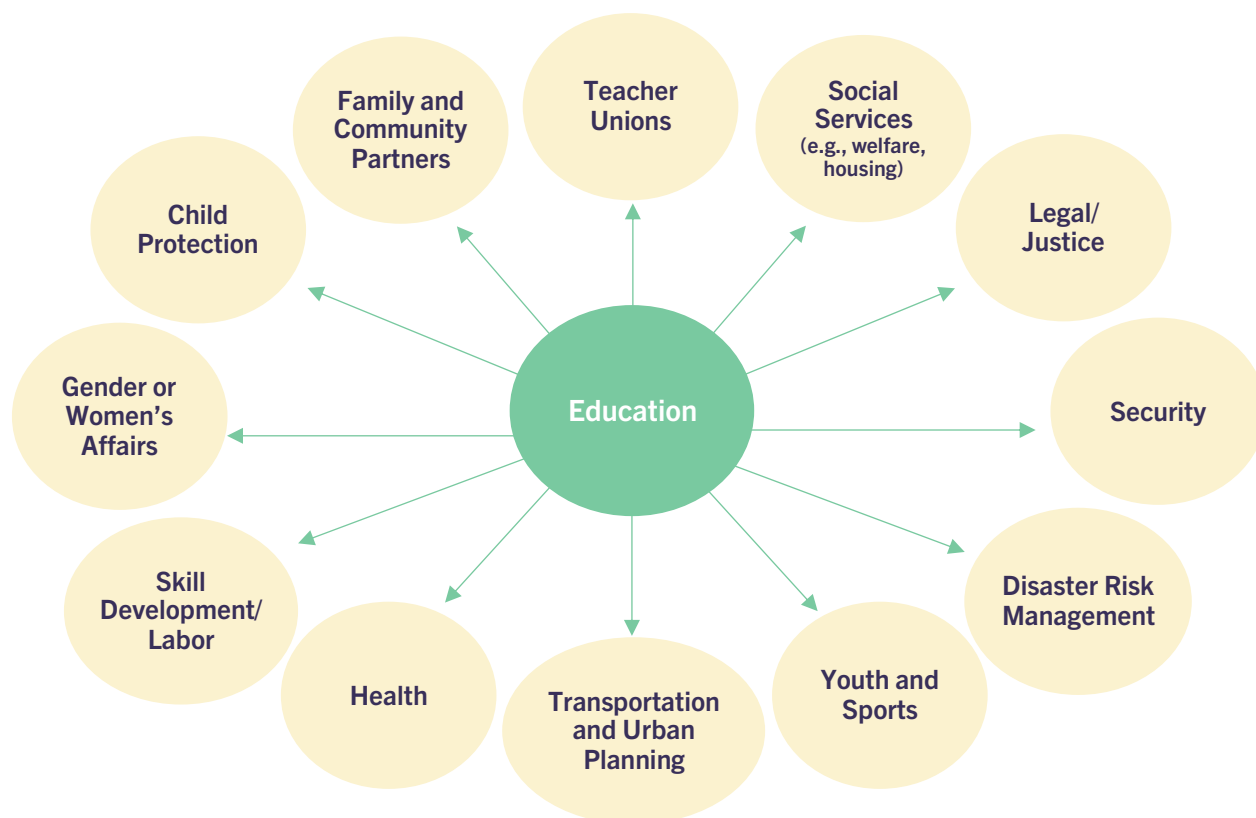 Teacher
Unions
Social
Services
(e.g., welfare,
housing)
Legal/
Justice
Security
Disaster Risk
Management
Youth and
Sports
Transportation
and Urban
Planning
Health
Skill
Development/
Labor
Gender or
Women's
Affairs
Child
Protection
Family and
Community
Partners
Education